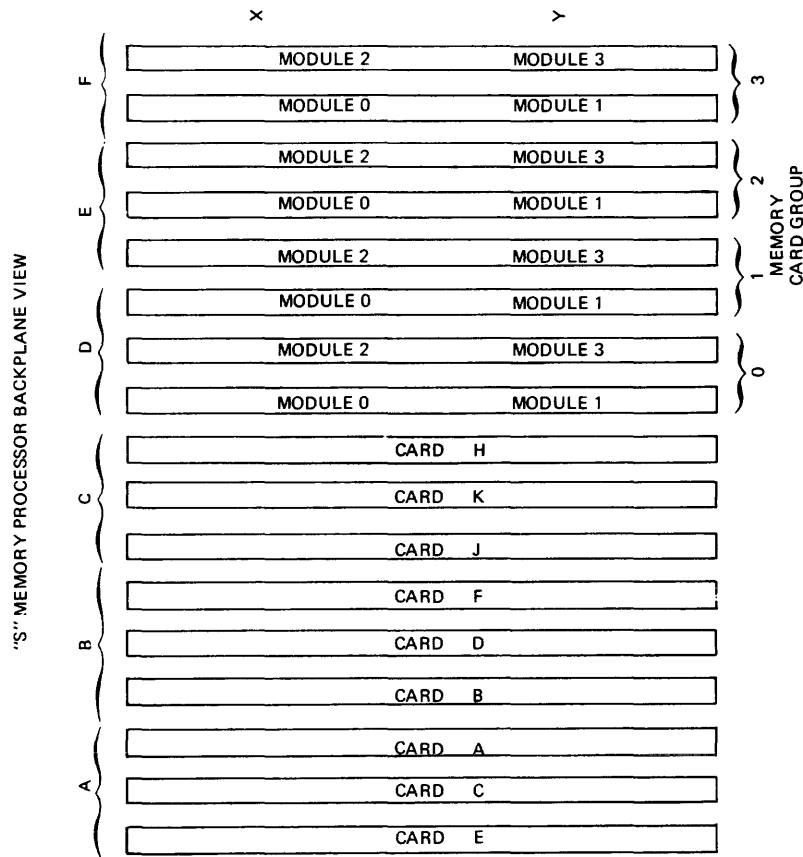 "S" MEMORY PROCESSOR BACKPLANE VIEW
X Y
F
MODULE 2 MODULE 3
MODULE 0 MODULE 1
3
E
MODULE 2 MODULE 3
MODULE 0 MODULE 1
2
MODULE 2 MODULE 3
D
MODULE 0 MODULE 1
1
MODULE 2 MODULE 3
MODULE 0 MODULE 1
0
MEMORY
CARD GROUP
C
CARD H
CARD K
CARD J
B
CARD F
CARD D
CARD B
A
CARD A
CARD C
CARD E